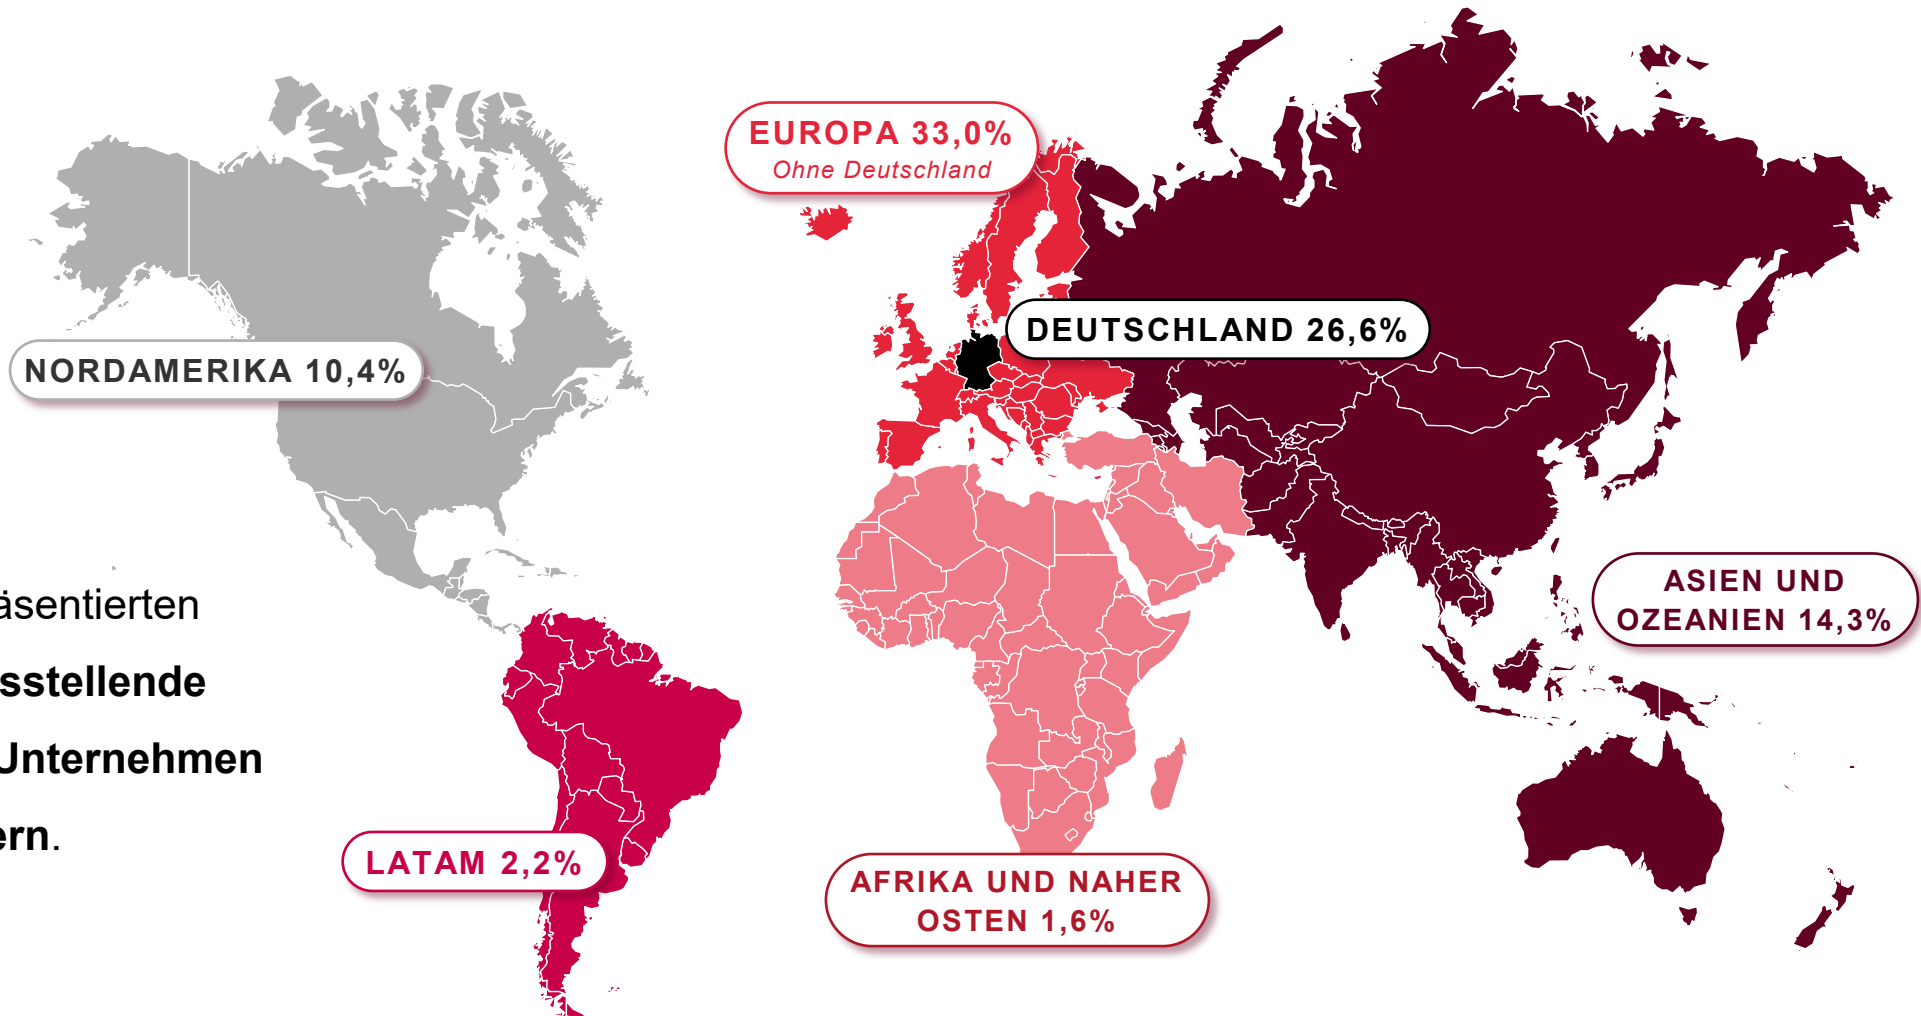 EUROPA 33,0%
Ohne Deutschland
DEUTSCHLAND 26,6%
NORDAMERIKA 10,4%
ASIEN UND
OZEANIEN 14,3%
äsentierten
sstellende
Unternehmen
ern.
LATAM 2,2%
AFRIKA UND NAHER
OSTEN 1,6%